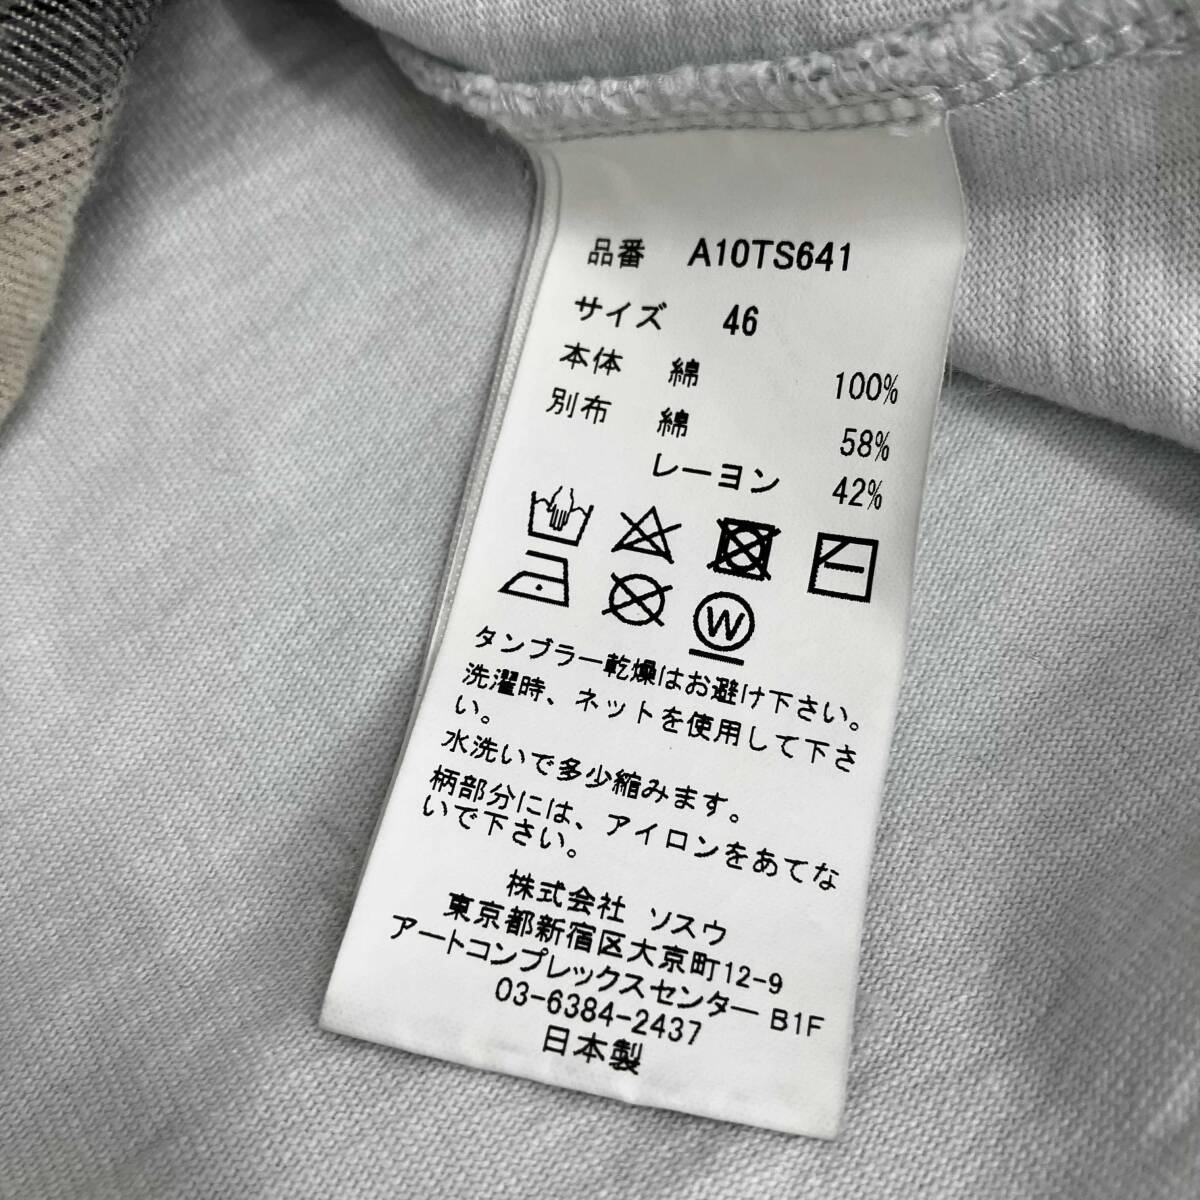 品番 A10TS641
サイズ 46
本体 綿 100%
別布 綿 58%
レーヨン 42%
W
タンブラー乾燥はお避け下さい。
洗濯時、ネットを使用して下さ
い。
水洗いで多少縮みます。
柄部分には、アイロンをあてな
いで下さい。
株式会社 ソスウ
東京都新宿区大京町12-9
アートコンプレックスセンター B1F
03-6384-2437
日本製